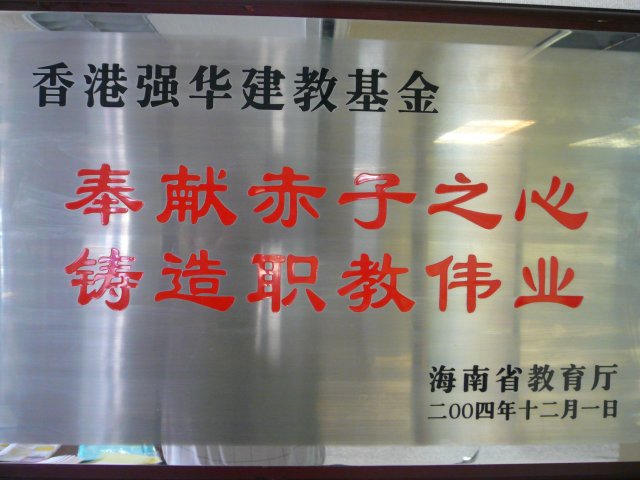 香港强华建教基金
奉献赤子之心
铸造职教伟业
海南省教育厅
二00四年十二月一日